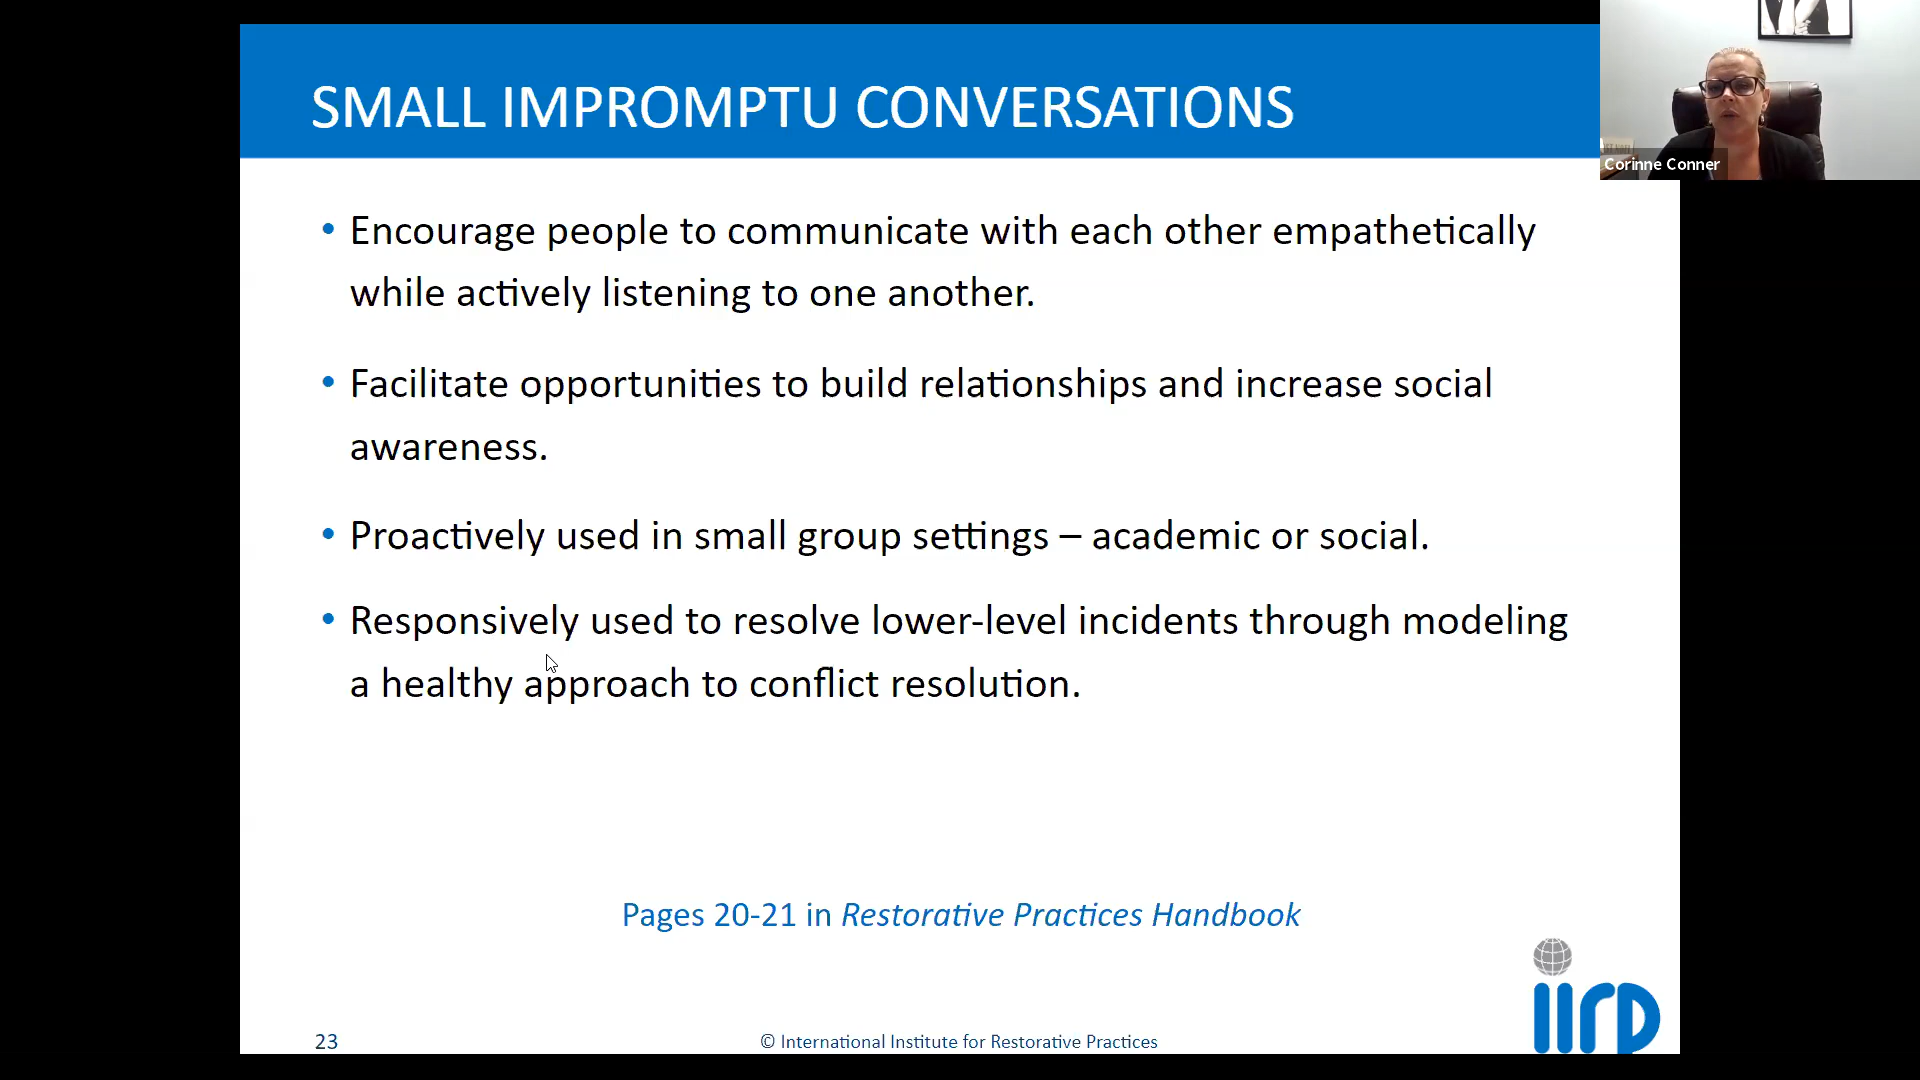 SMALL IMPROMPTU CONVERSATIONS
Corinne Conner
• Encourage people to communicate with each other empathetically
while actively listening to one another.
• Facilitate opportunities to build relationships and increase social
awareness.
• Proactively used in small group settings – academic or social.
• Responsively used to resolve lower-level incidents through modeling
a healthy approach to conflict resolution.
Pages 20-21 in Restorative Practices Handbook
iirp
23
© International Institute for Restorative Practices